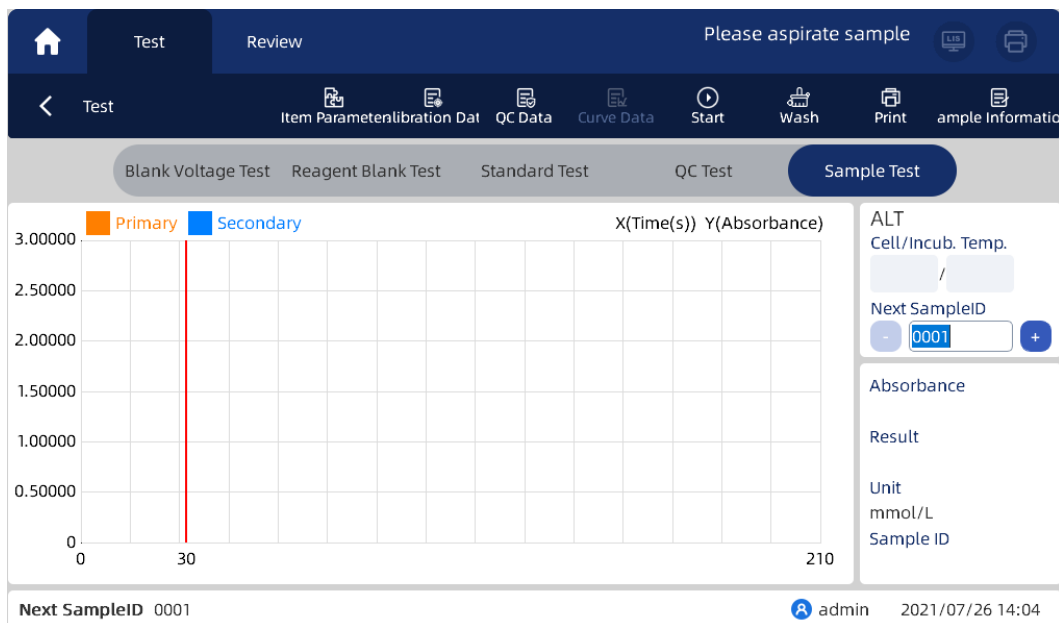 Test
Review
Please aspirate sample
LIS
Test
Item Parameter
alibration Dat
QC Data
Curve Data
Start
Wash
Print
ample Informatio
Blank Voltage Test
Reagent Blank Test
Standard Test
QC Test
Sample Test
Primary
Secondary
X(Time(s)) Y(Absorbance)
3.00000
2.50000
2.00000
1.50000
1.00000
0.50000
0
0
30
210
ALT
Cell/Incub. Temp.
/
Next SampleID
-
0001
+
Absorbance
Result
Unit
mmol/L
Sample ID
Next SampleID 0001
admin
2021/07/26 14:04